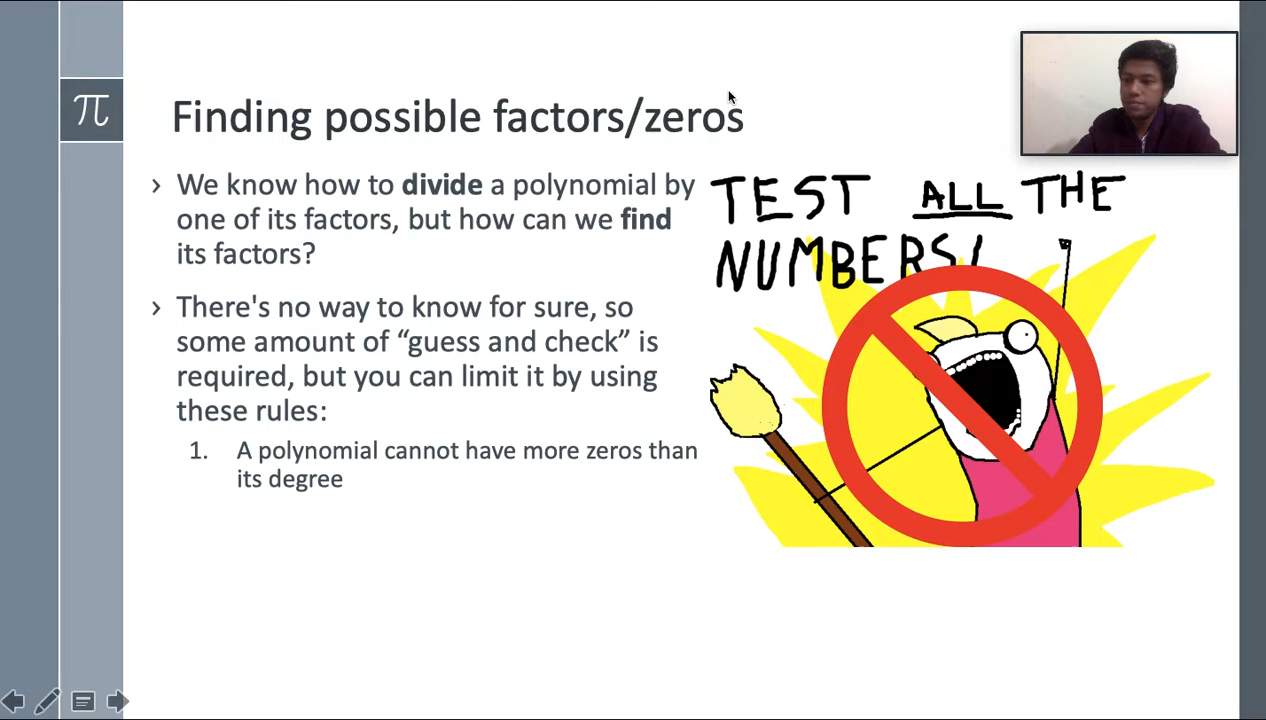 π
Finding possible factors/zeros
› We know how to divide a polynomial by
one of its factors, but how can we find
its factors?
› There's no way to know for sure, so
some amount of “guess and check” is
required, but you can limit it by using
these rules:
1. A polynomial cannot have more zeros than
its degree
TEST ALL THE
NUMBERS!